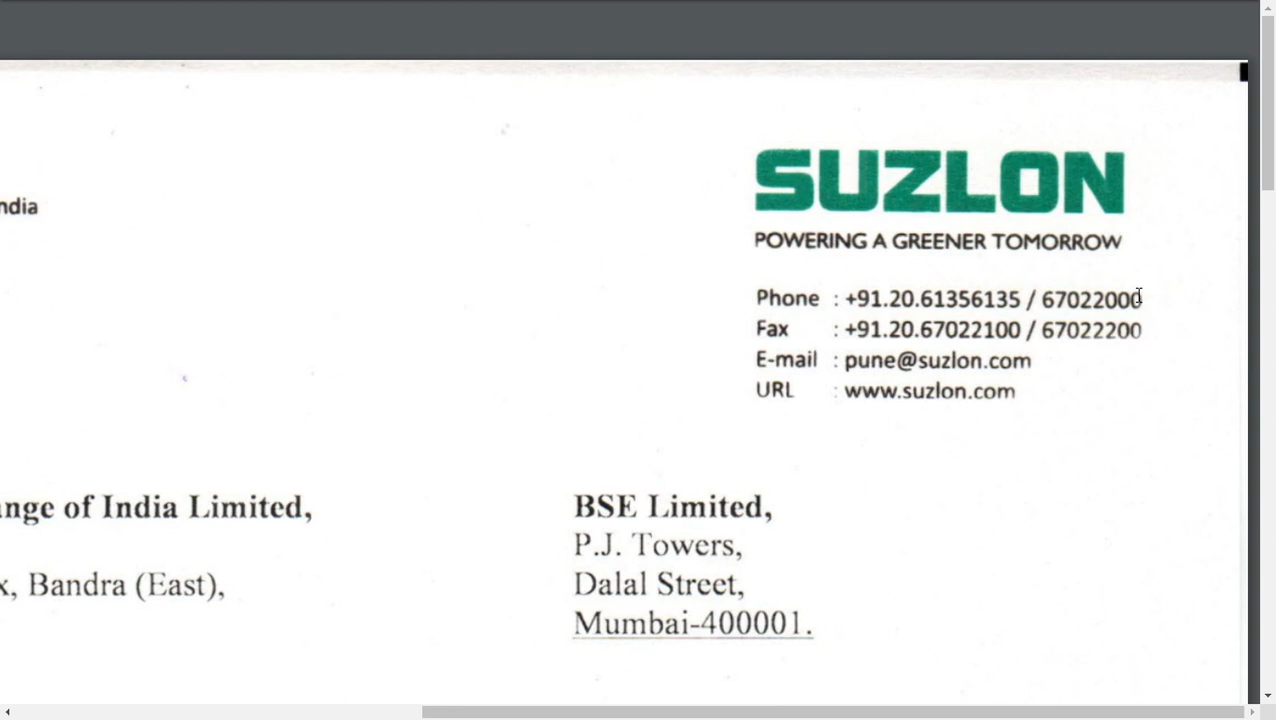 SUZLON
POWERING A GREENER TOMORROW
ndia
Phone : +91.20.61356135 / 67022000
Fax : +91.20.67022100 / 67022200
E-mail : pune@suzlon.com
URL : www.suzlon.com
ange of India Limited,
x, Bandra (East),
BSE Limited,
P.J. Towers,
Dalal Street,
Mumbai-400001.